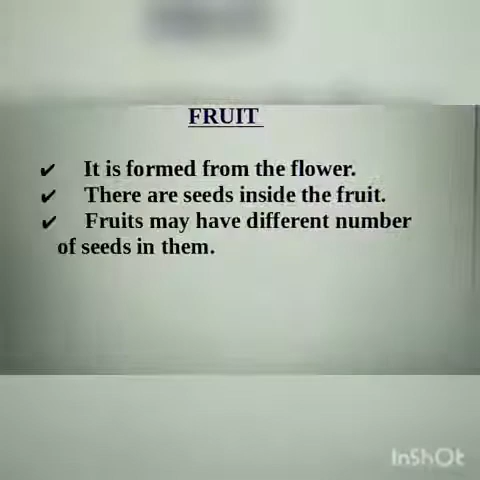 FRUIT
✔ It is formed from the flower.
✔ There are seeds inside the fruit.
✔ Fruits may have different number
of seeds in them.
InShOt